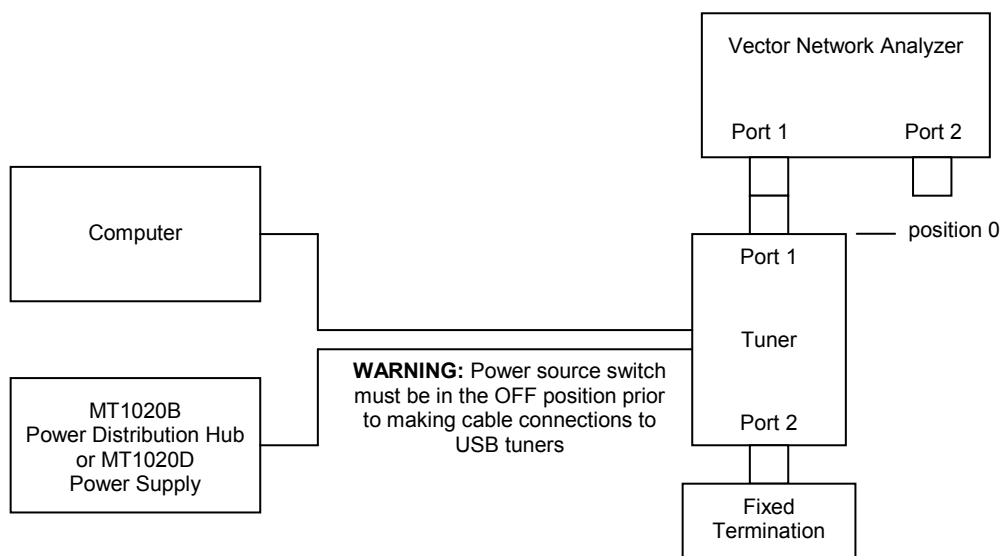 Vector Network Analyzer
Port 1
Port 2
Computer
position 0
Port 1
Tuner
WARNING: Power source switch
must be in the OFF position prior
to making cable connections to
USB tuners
MT1020B
Power Distribution Hub
or MT1020D
Power Supply
Port 2
Fixed
Termination